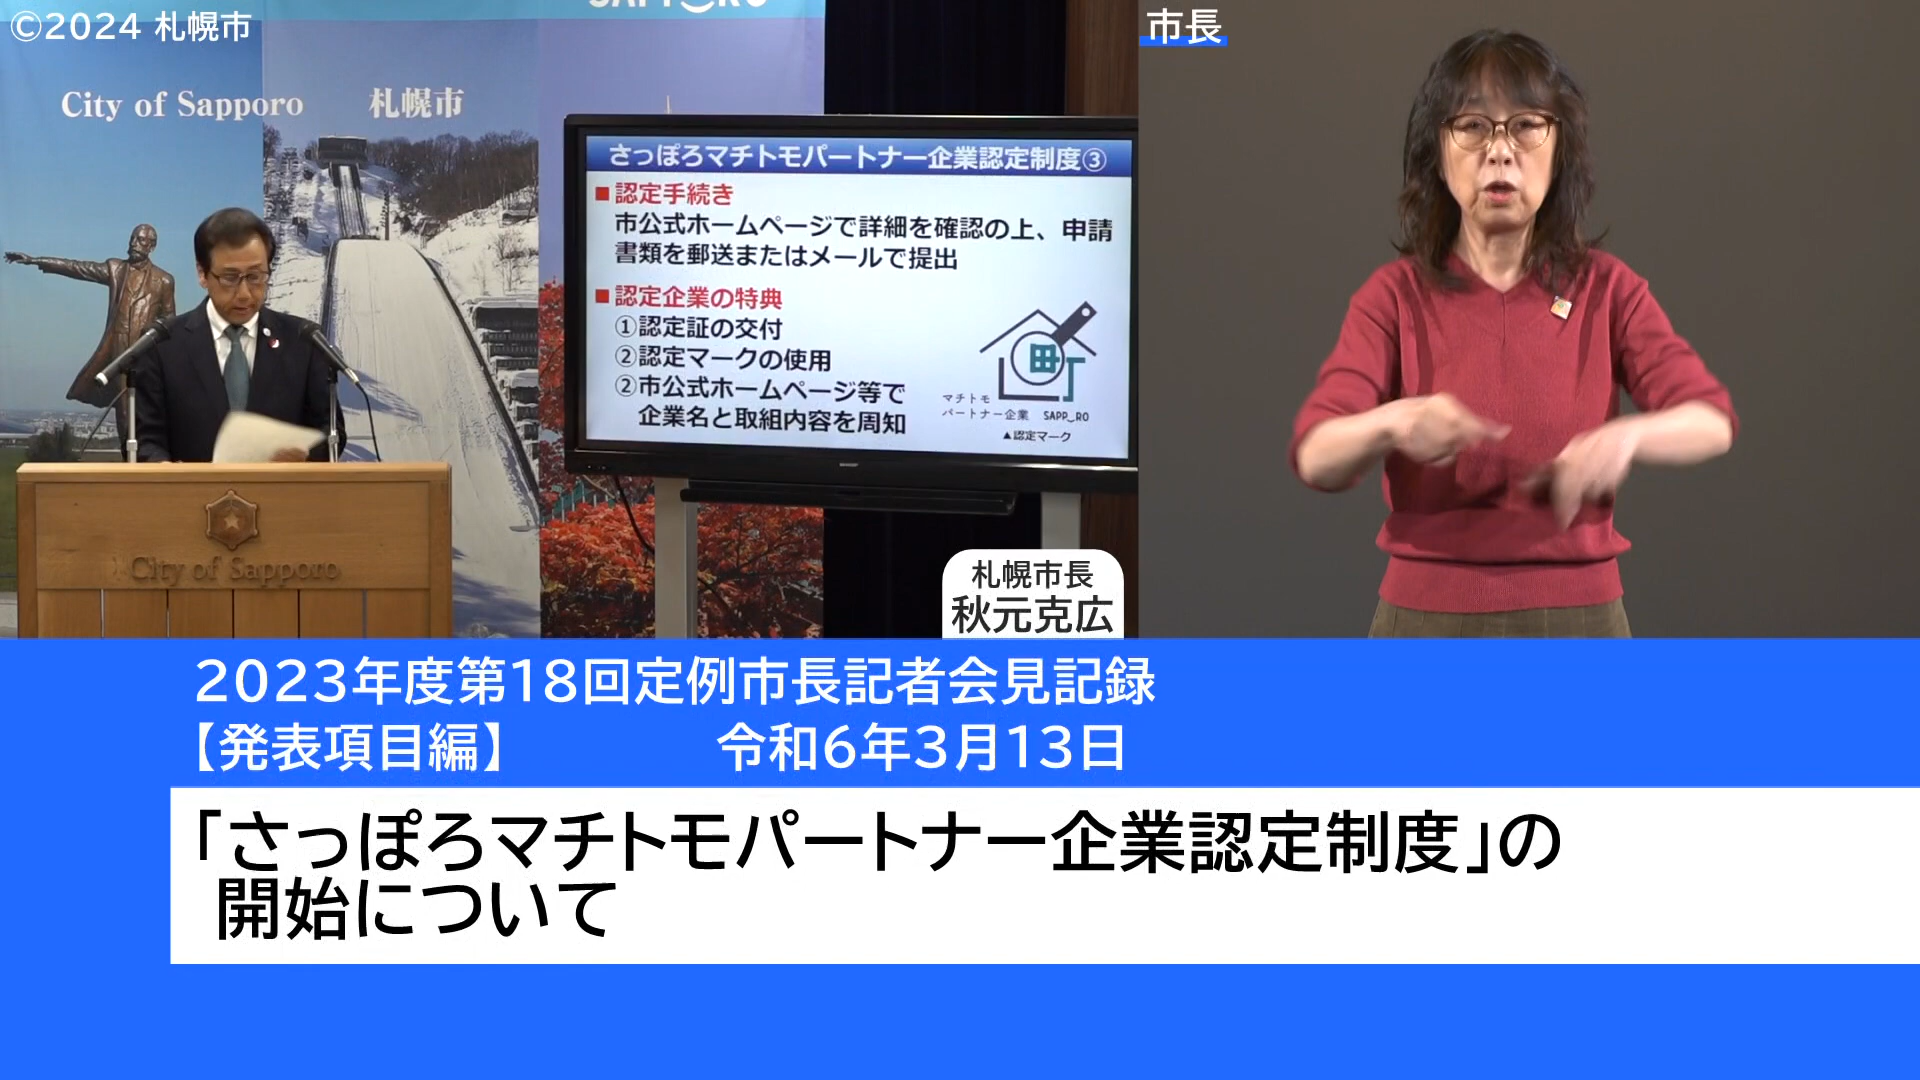 ©2024 札幌市
SAPP_RO
City of Sapporo
札幌市
市長
さっぽろマチトモパートナー企業認定制度③
■認定手続き
市公式ホームページで詳細を確認の上、申請
書類を郵送またはメールで提出
■認定企業の特典
①認定証の交付
②認定マークの使用
②市公式ホームページ等で
企業名と取組内容を周知
町
マチトモ
パートナー企業 SAPP_RO
▲認定マーク
SHARP
City of Sapporo
札幌市長
秋元克広
2023年度第18回定例市長記者会見記録
【発表項目編】 令和6年3月13日
「さっぽろマチトモパートナー企業認定制度」の
開始について